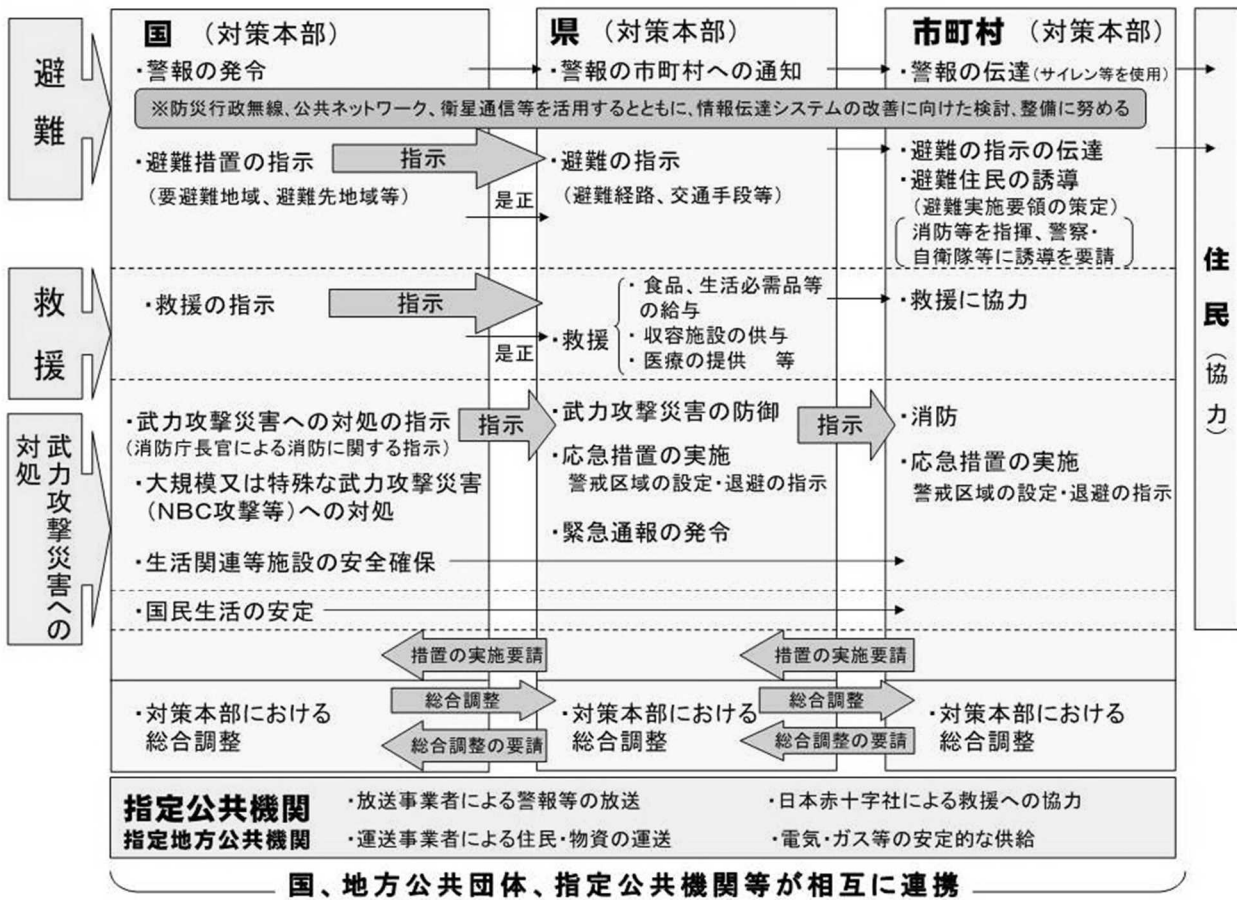 避難
国 （対策本部）
県 （対策本部）
市町村 （対策本部）
・警報の発令
・警報の市町村への通知
・警報の伝達（サイレン等を使用）
※防災行政無線、公共ネットワーク、衛星通信等を活用するとともに、情報伝達システムの改善に向けた検討、整備に努める
・避難措置の指示
（要避難地域、避難先地域等）
指示
是正
・避難の指示
（避難経路、交通手段等）
・避難の指示の伝達
・避難住民の誘導
（避難実施要領の策定）
消防等を指揮、警察・
自衛隊等に誘導を要請
住民（協力）
救援
・救援の指示
指示
是正
・救援
・食品、生活必需品等
の給与
・収容施設の供与
・医療の提供 等
・救援に協力
武力攻撃災害への
対処
・武力攻撃災害への対処の指示
（消防庁長官による消防に関する指示）
指示
・武力攻撃災害の防御
指示
・消防
・応急措置の実施
警戒区域の設定・退避の指示
・応急措置の実施
警戒区域の設定・退避の指示
・大規模又は特殊な武力攻撃災害
（NBC攻撃等）への対処
・緊急通報の発令
・生活関連等施設の安全確保
・国民生活の安定
措置の実施要請
措置の実施要請
・対策本部における
総合調整
総合調整
総合調整の要請
・対策本部における
総合調整
総合調整
総合調整の要請
・対策本部における
総合調整
指定公共機関
指定地方公共機関
・放送事業者による警報等の放送
・日本赤十字社による救援への協力
・運送事業者による住民・物資の運送
・電気・ガス等の安定的な供給
国、地方公共団体、指定公共機関等が相互に連携